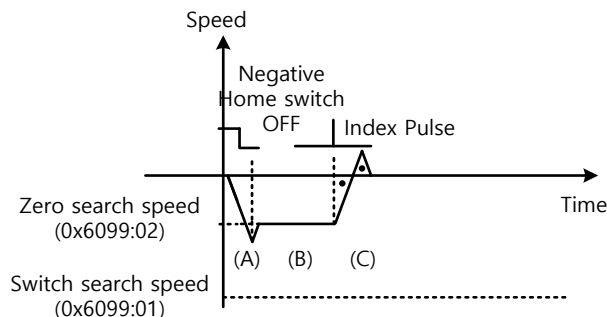 Speed
Negative
Home switch
OFF
Index Pulse
Time
Zero search speed
(0x6099:02)
(A)
(B)
(C)
Switch search speed
(0x6099:01)